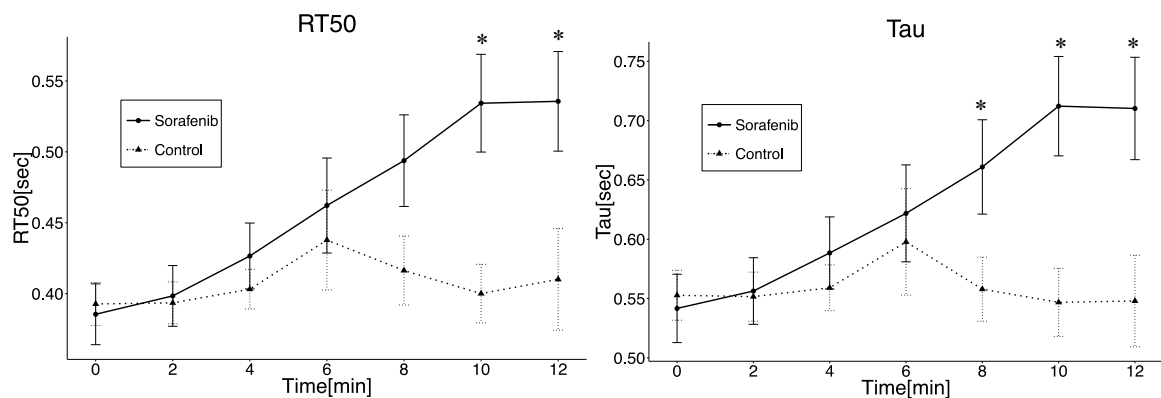 RT50
RT50[sec]
0.55
0.50
0.45
0.40
Sorafenib
Control
* *
0 2 4 6 8 10 12
Time[min]
Tau
Tau[sec]
0.75
0.70
0.65
0.60
0.55
0.50
Sorafenib
Control
* * *
0 2 4 6 8 10 12
Time[min]